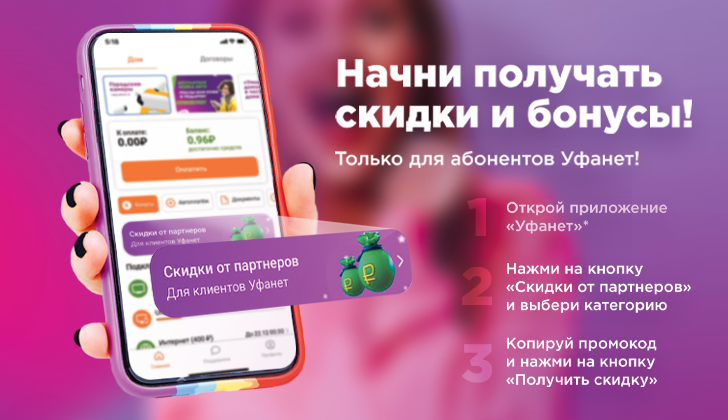 Начни получать
скидки и бонусы!
Только для абонентов Уфанет!
1 Открой приложение
«Уфанет»*
2 Нажми на кнопку
«Скидки от партнеров»
и выбери категорию
3 Копируй промокод
и нажми на кнопку
«Получить скидку»
5:18
Дом Договоры
Городские
камеры
К оплате: Баланс:
0.00₽ 0.96₽
Оплатить
Бонусы Автоплатёж Документы
Скидки от партнеров
Для клиентов Уфанет
Скидки от партнеров
Для клиентов Уфанет
Интернет (400 ₽)
Главная Поддержка